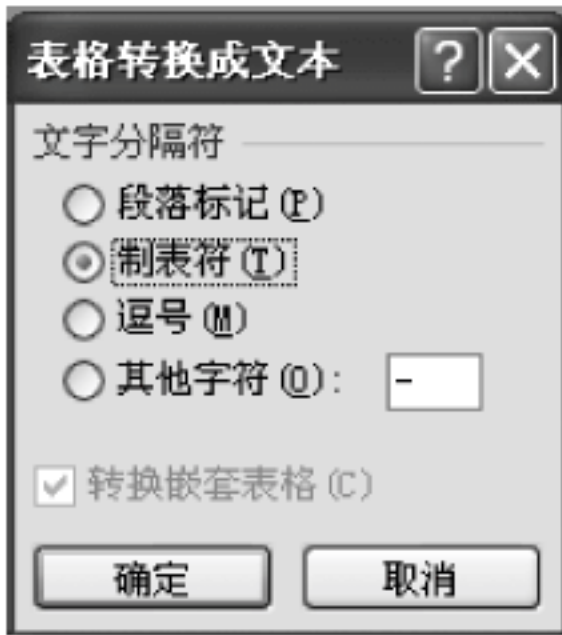 表格转换成文本
文字分隔符
段落标记(P)
制表符(T)
逗号(M)
其他字符(O): -
转换嵌套表格(C)
确定 取消